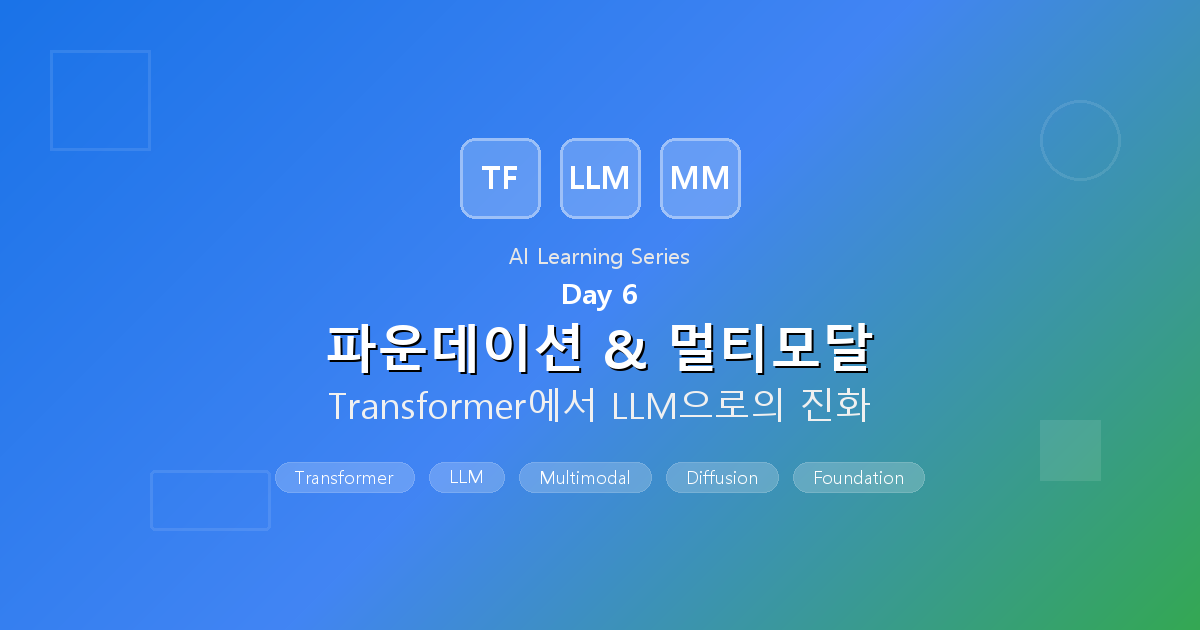 TF LLM MM
AI Learning Series
Day 6
파운데이션 & 멀티모달
Transformer에서 LLM으로의 진화
Transformer LLM Multimodal Diffusion Foundation